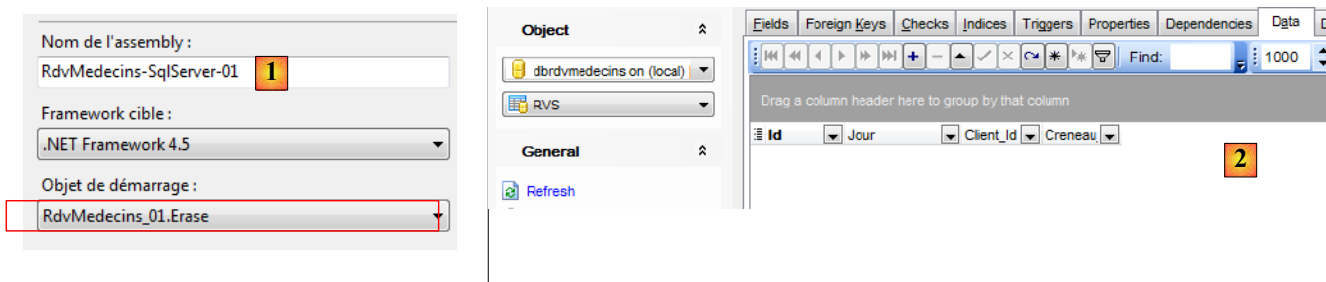 Nom de l'assembly :
RdvMedecins-SqlServer-01
1
Framework cible :
.NET Framework 4.5
Objet de démarrage :
RdvMedecins_01.Erase
Object
dbrdvmedecins on (local)
RVS
General
Refresh
Fields Foreign Keys Checks Indices Triggers Properties Dependencies Data D
Find: 1000
Drag a column header here to group by that column
Id Jour Client_Id Creneau_
2